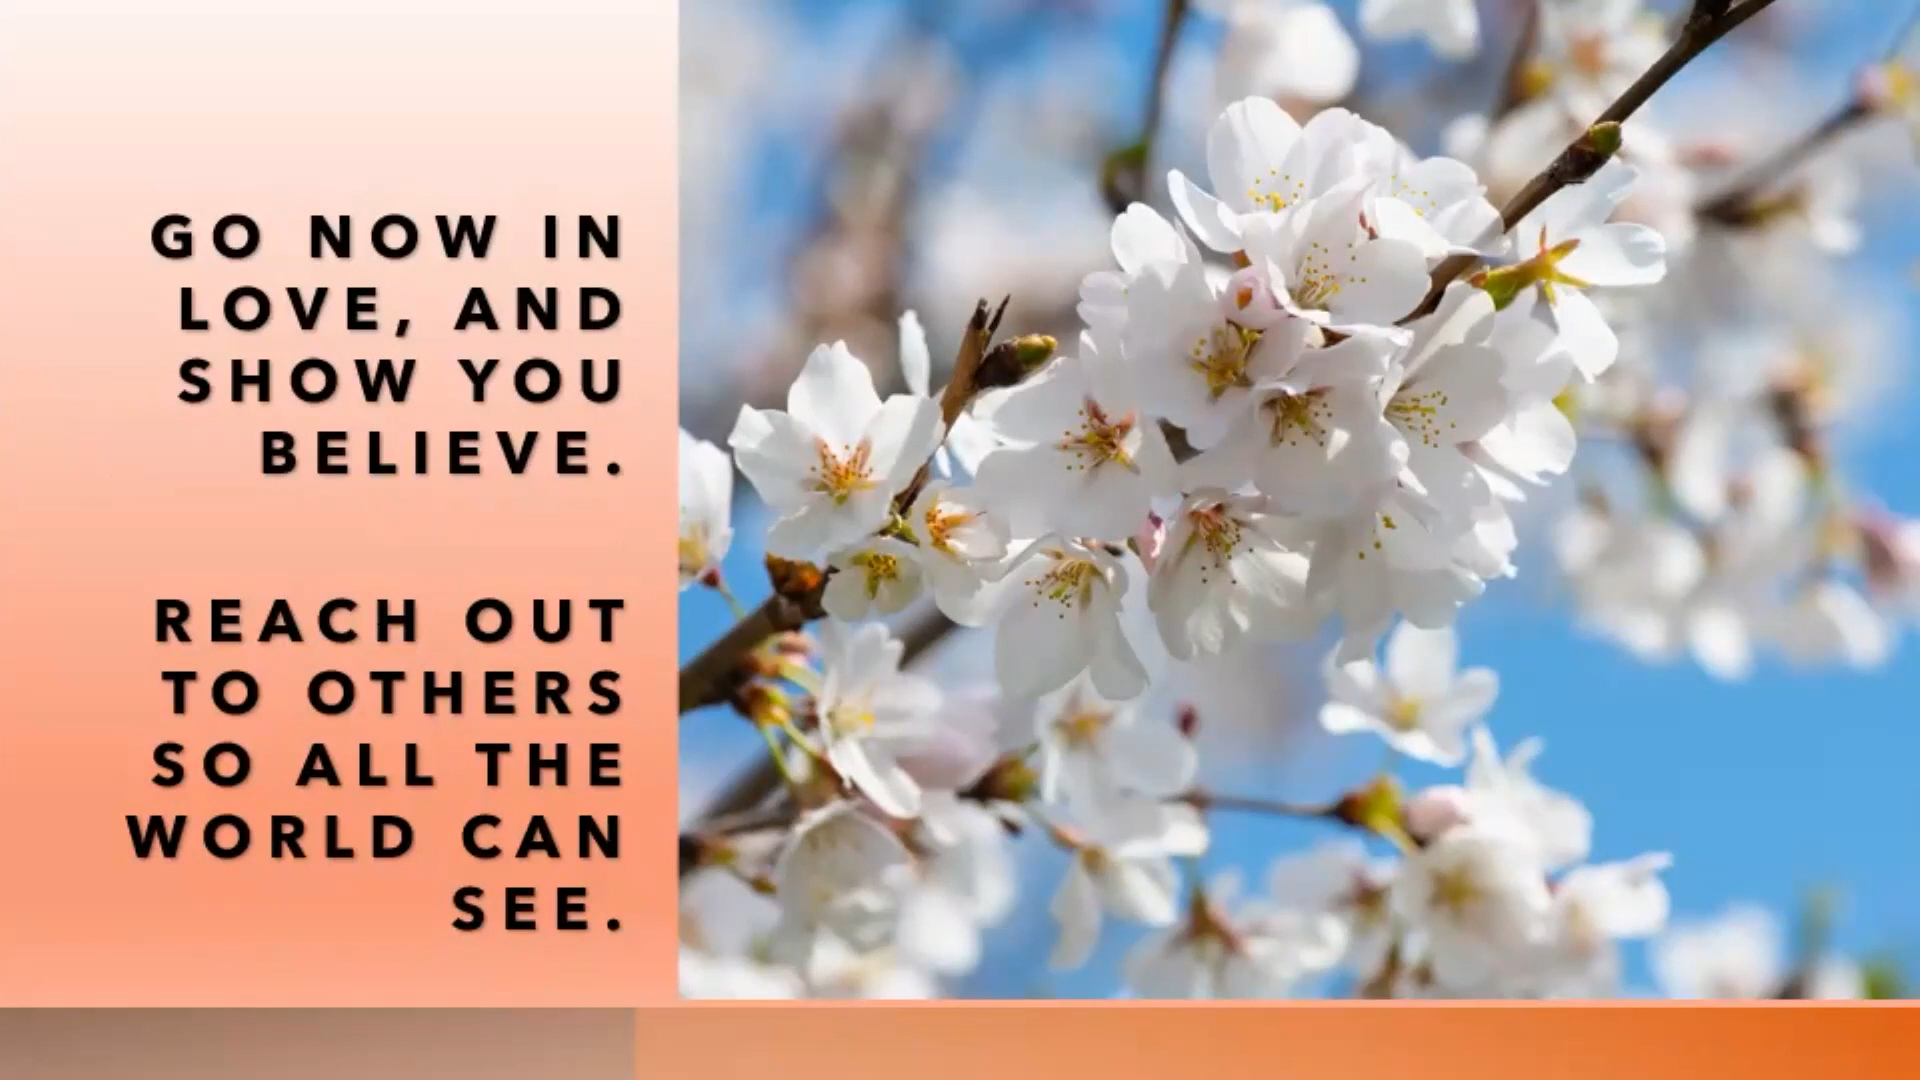 GO NOW IN
LOVE, AND
SHOW YOU
BELIEVE.
REACH OUT
TO OTHERS
SO ALL THE
WORLD CAN
SEE.